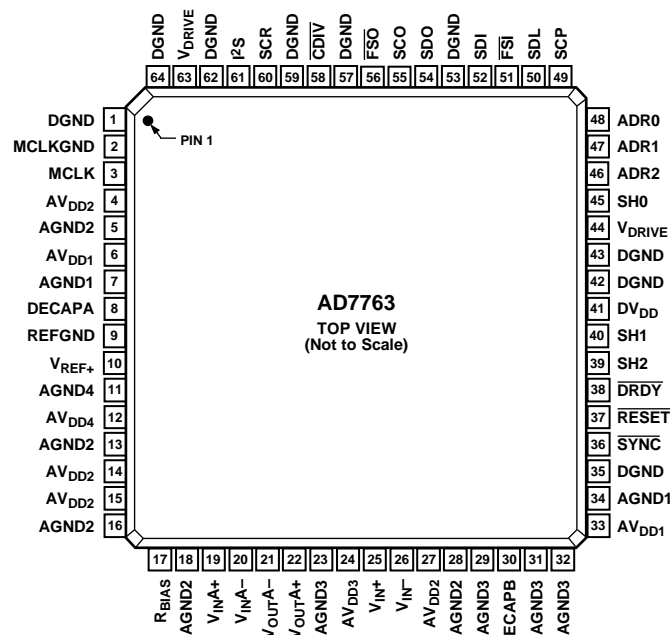 DGND
VDRIVE
DGND
I²S
SCR
DGND
CDIV
DGND
FSO
SCO
SDO
DGND
SDI
FSI
SDL
SCP
64 63 62 61 60 59 58 57 56 55 54 53 52 51 50 49
DGND 1
MCLKGND 2
MCLK 3
AVDD2 4
AGND2 5
AVDD1 6
AGND1 7
DECAPA 8
REFGND 9
VREF+ 10
AGND4 11
AVDD4 12
AGND2 13
AVDD2 14
AVDD2 15
AGND2 16
PIN 1
AD7763
TOP VIEW
(Not to Scale)
48 ADR0
47 ADR1
46 ADR2
45 SH0
44 VDRIVE
43 DGND
42 DGND
41 DVDD
40 SH1
39 SH2
38 DRDY
37 RESET
36 SYNC
35 DGND
34 AGND1
33 AVDD1
17 18 19 20 21 22 23 24 25 26 27 28 29 30 31 32
RBIAS
AGND2
VINA+
VINA–
VOUTA–
VOUTA+
AGND3
AVDD3
VIN+
VIN–
AVDD2
AGND2
AGND3
ECAPB
AGND3
AGND3